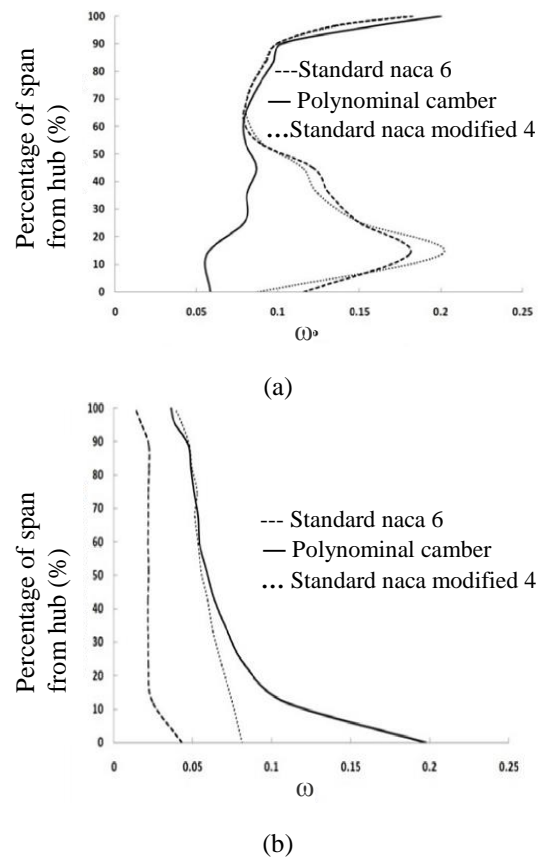 Percentage of span
from hub (%)
100
90
80
70
60
50
40
30
20
10
0
---Standard naca 6
— Polynominal camber
...Standard naca modified 4
0 0.05 0.1 0.15 0.2 0.25
(a)
Percentage of span
from hub (%)
100
90
80
70
60
50
40
30
20
10
0
--- Standard naca 6
— Polynominal camber
... Standard naca modified 4
0 0.05 0.1 0.15 0.2 0.25
ω
(b)